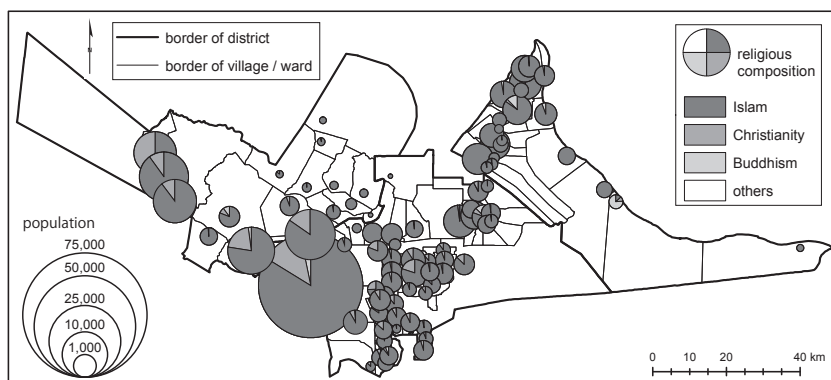 border of district
border of village / ward
religious
composition
Islam
Christianity
Buddhism
others
population
75,000
50,000
25,000
10,000
1,000
0 10 20 40 km